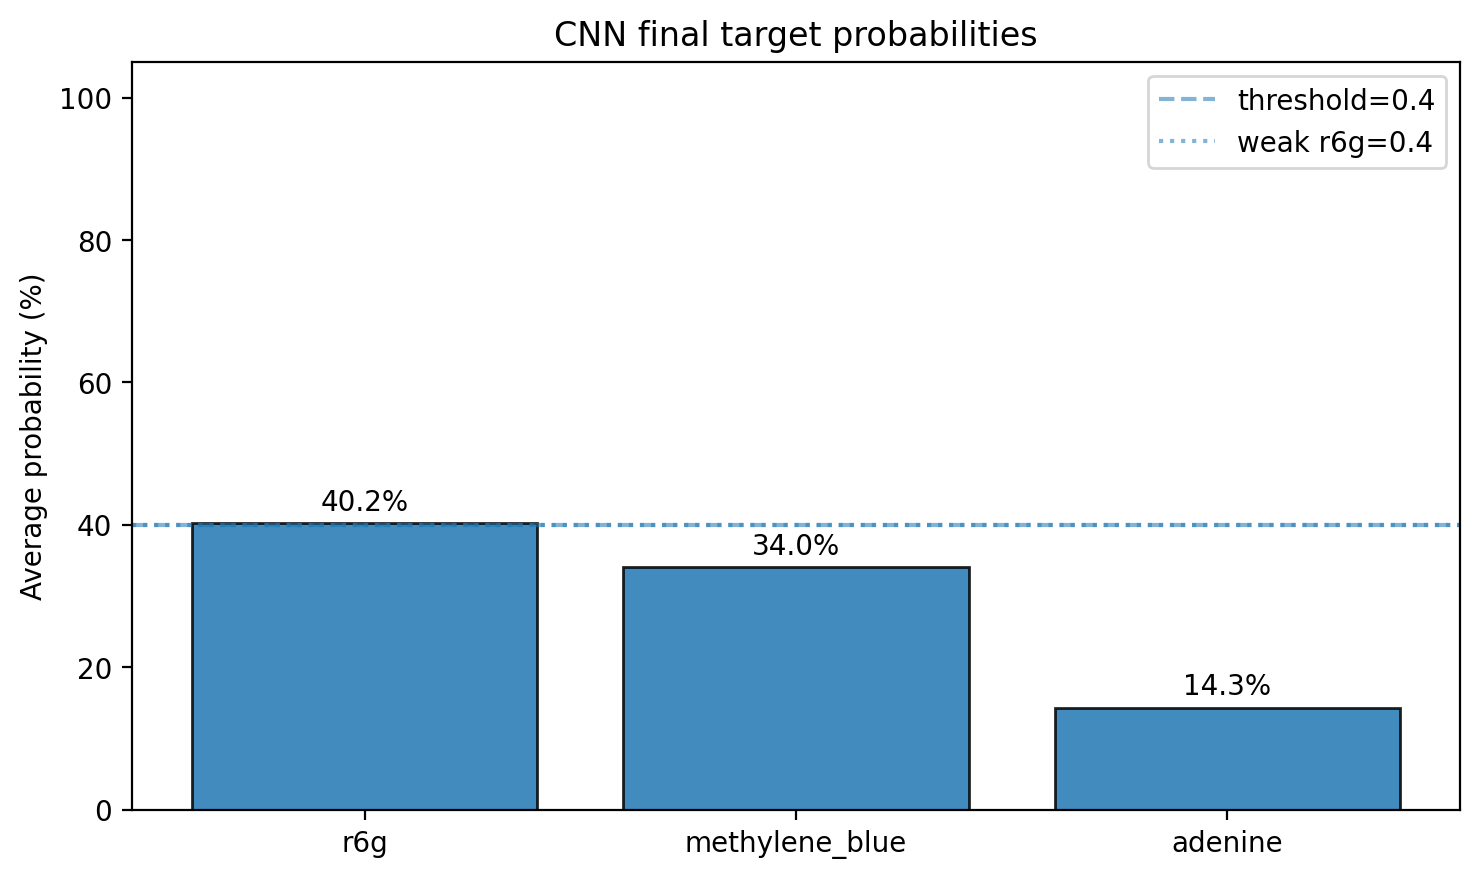 CNN final target probabilities
threshold=0.4
weak r6g=0.4
Average probability (%)
100
80
60
40
20
0
40.2%
34.0%
14.3%
r6g
methylene_blue
adenine